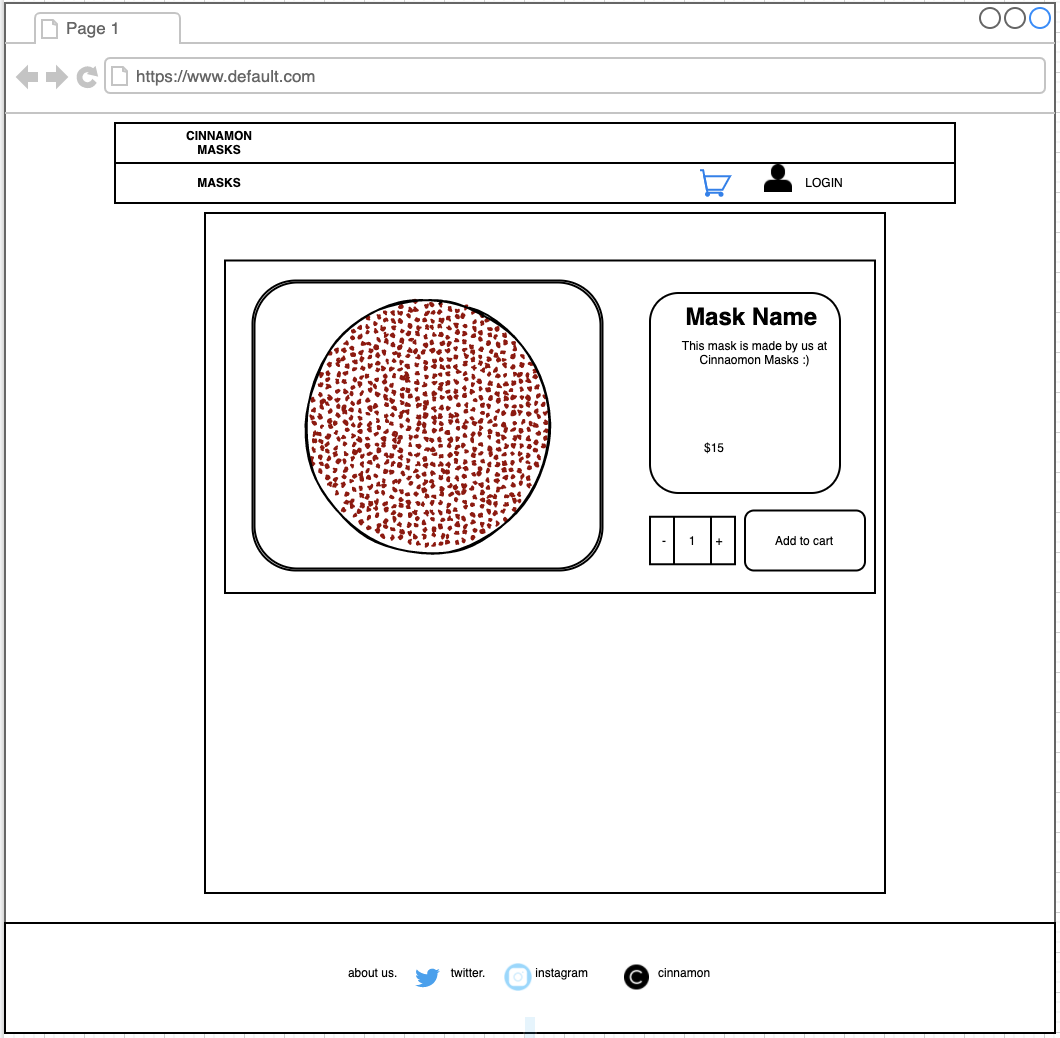 Page 1
https://www.default.com
CINNAMON
MASKS
MASKS
LOGIN
Mask Name
This mask is made by us at
Cinnaomon Masks :)
$15
- 1 +
Add to cart
about us.
twitter.
instagram
C
cinnamon